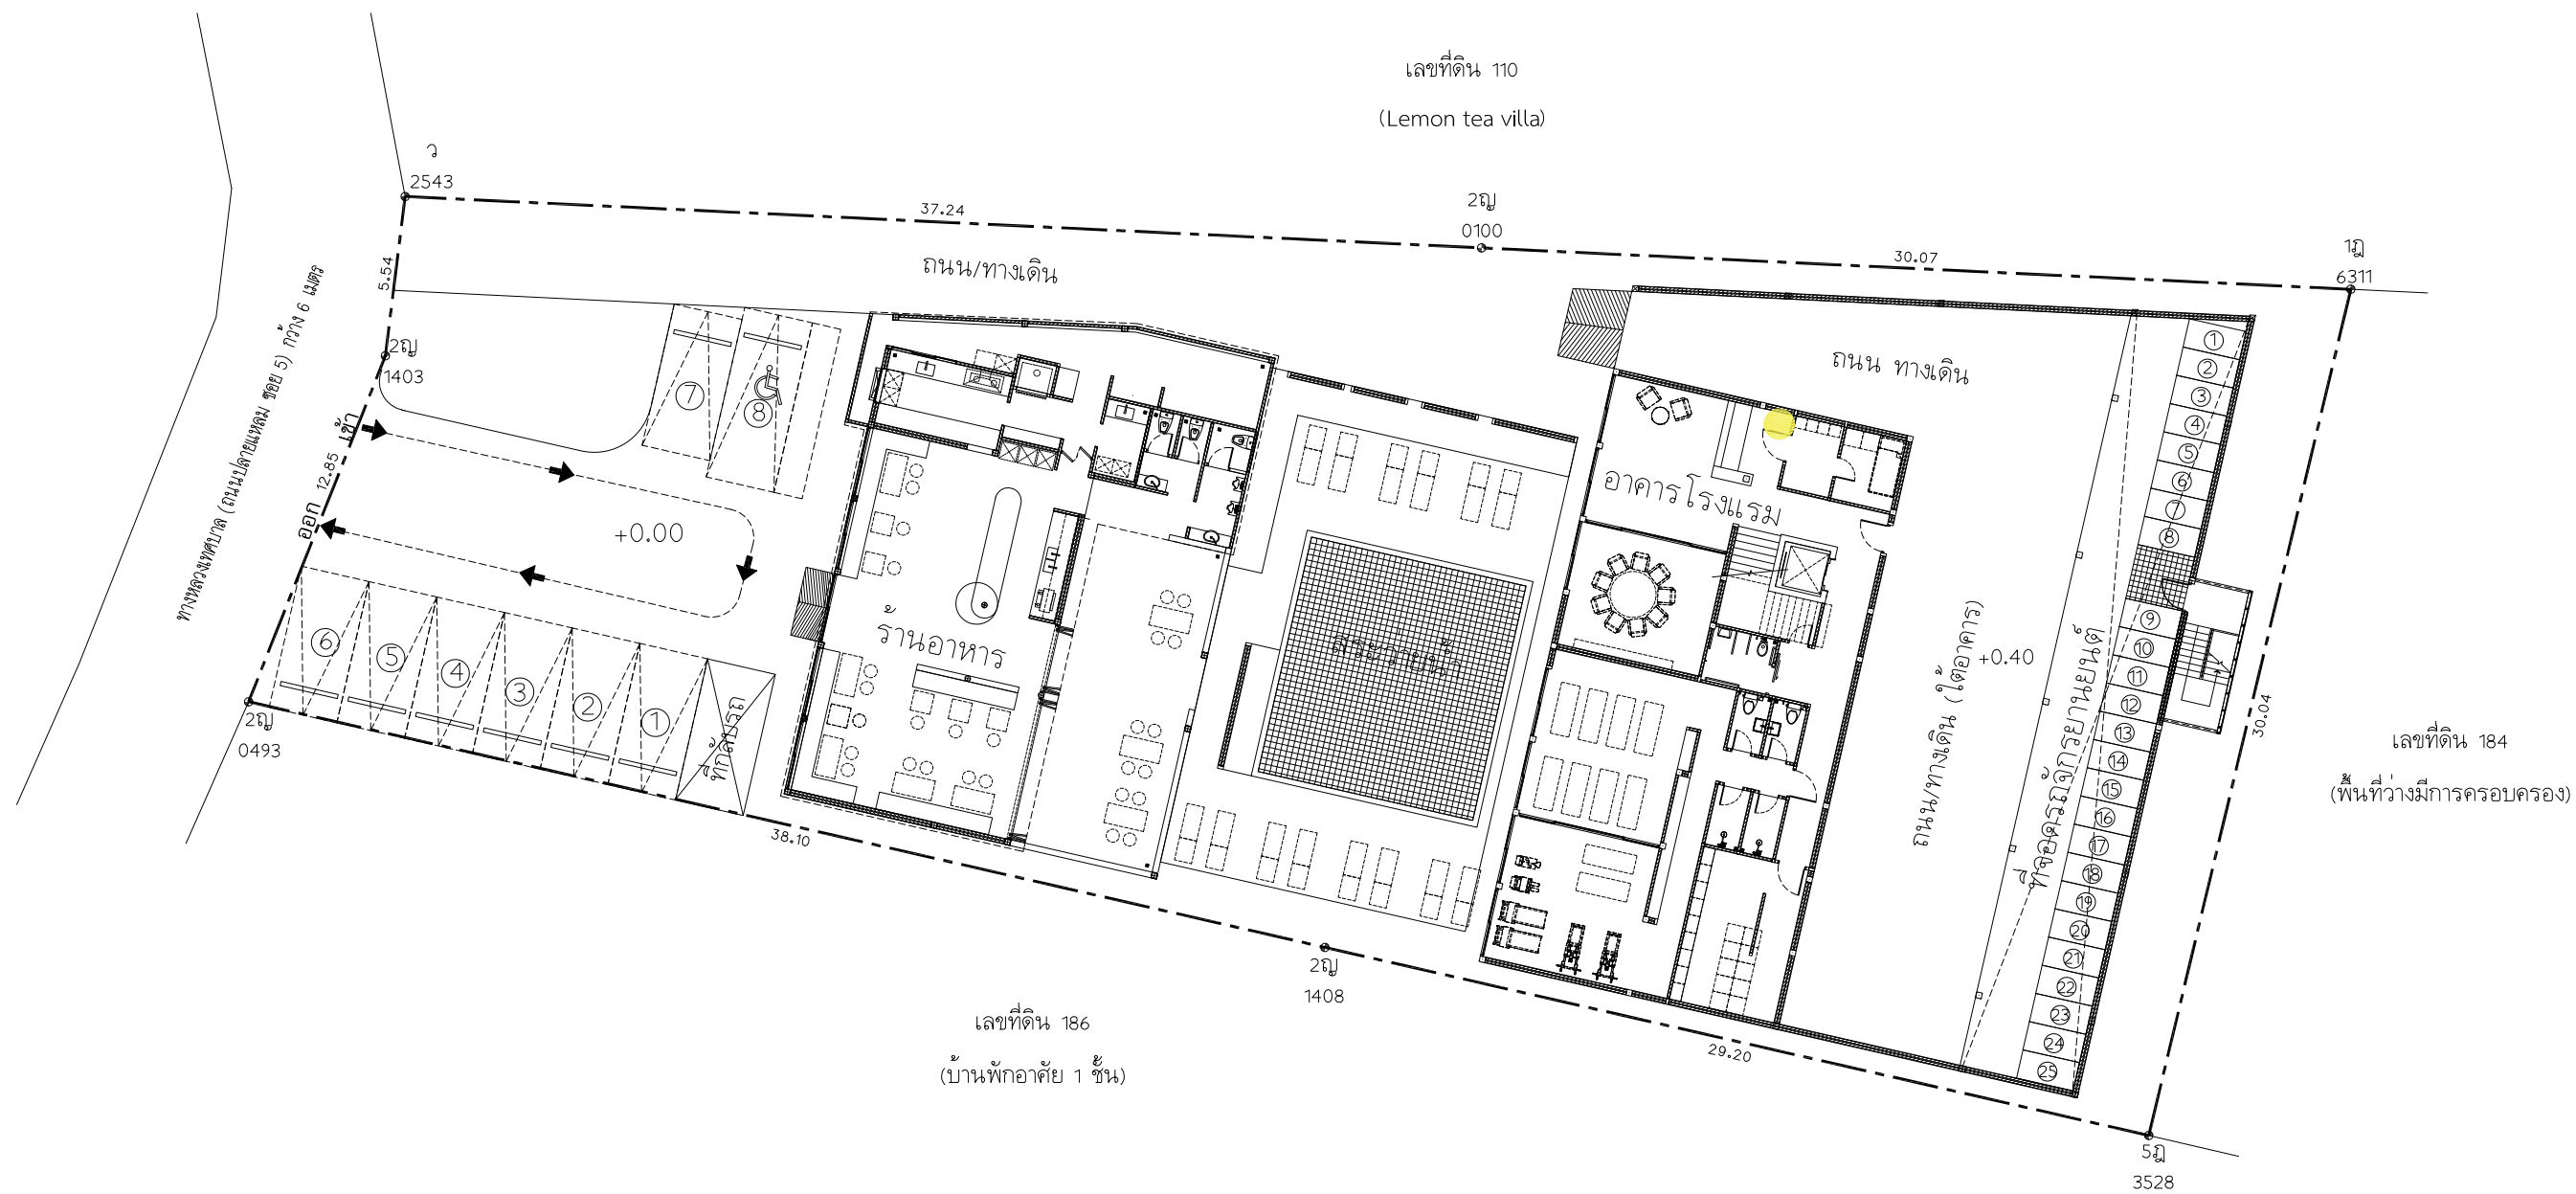 เลขที่ดิน 110
(Lemon tea villa)
ว
2543
37.24
2ญ
0100
30.07
1ฎ
6311
5.54
ถนน/ทางเดิน
ทางหลวงเทศบาล (ถนนปลายแหลม ซอย 5) กว้าง 6 เมตร
2ญ
1403
เข้า
12.85
ออก
7
8
+0.00
6
5
4
3
2
1
ที่กลับรถ
2ญ
0493
38.10
ร้านอาหาร
สระว่ายน้ำ
อาคารโรงแรม
ถนน ทางเดิน
ถนน/ทางเดิน (ใต้อาคาร)
+0.40
ที่จอดรถจักรยานยนต์
1
2
3
4
5
6
7
8
9
10
11
12
13
14
15
16
17
18
19
20
21
22
23
24
25
30.04
เลขที่ดิน 184
(พื้นที่ว่างมีการครอบครอง)
2ญ
1408
29.20
เลขที่ดิน 186
(บ้านพักอาศัย 1 ชั้น)
5ฎ
3528